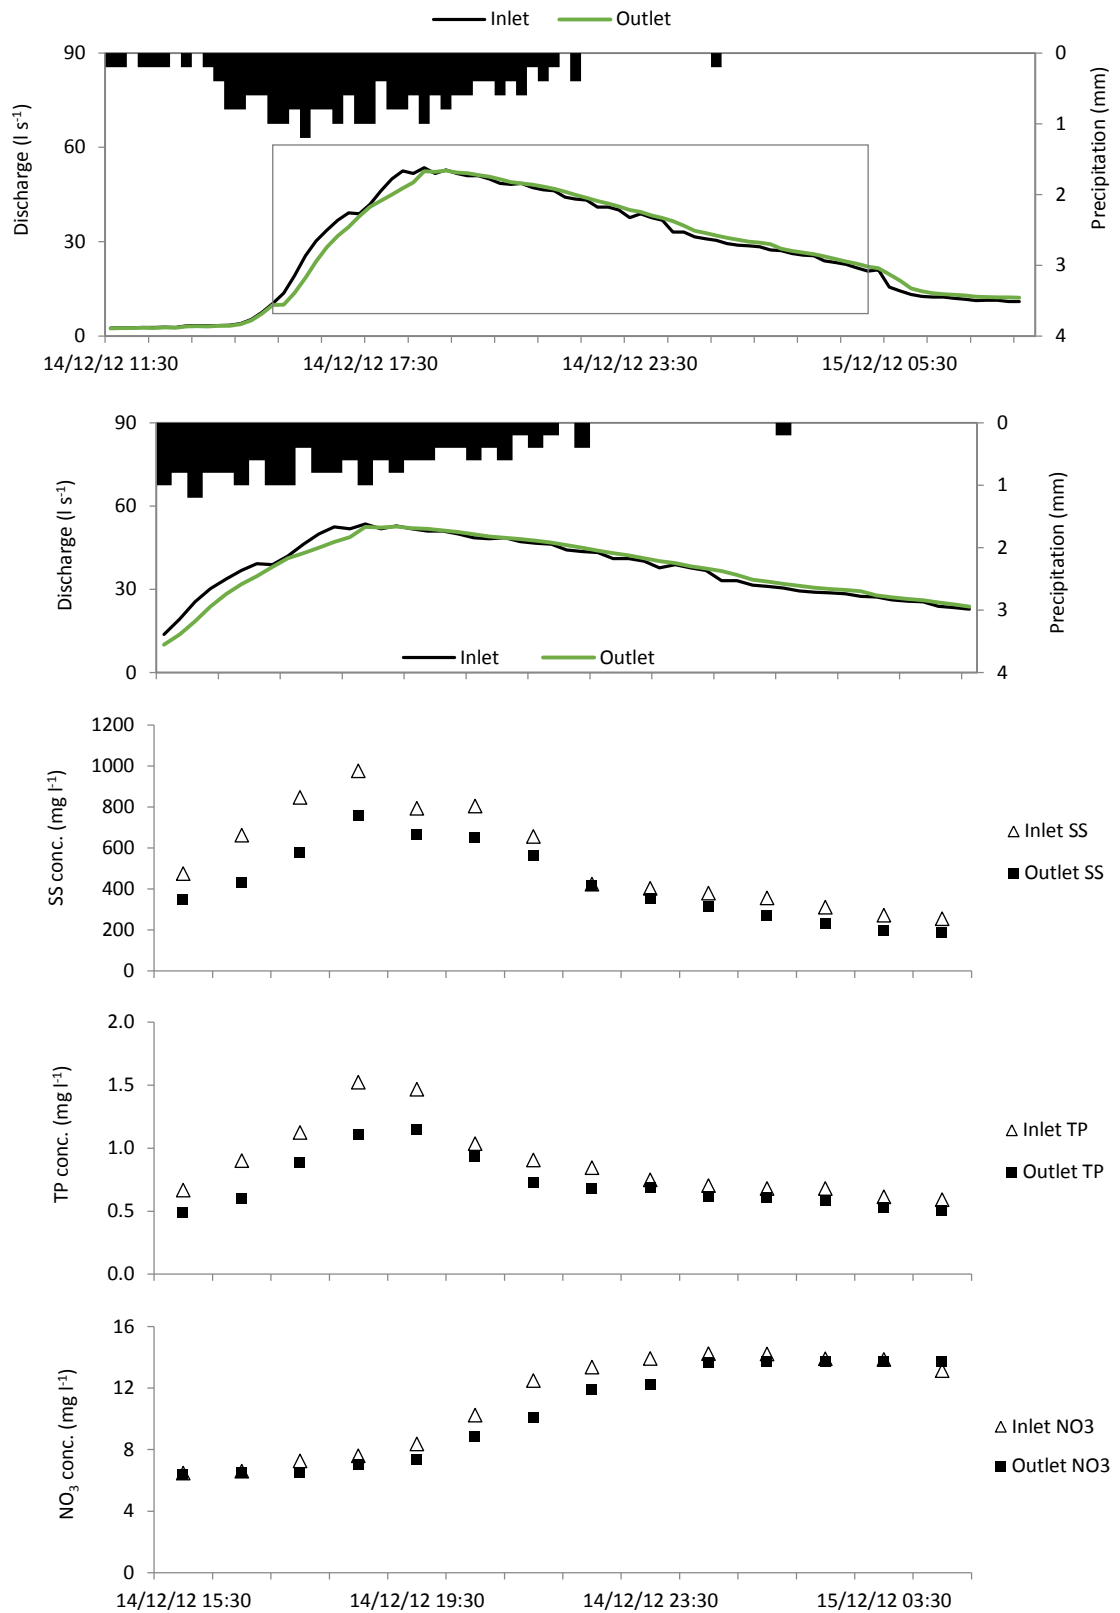 Inlet Outlet
90
60
30
0
Discharge (l s⁻¹)
0
1
2
3
4
Precipitation (mm)
14/12/12 11:30 14/12/12 17:30 14/12/12 23:30 15/12/12 05:30
90
60
30
0
Discharge (l s⁻¹)
0
1
2
3
4
Precipitation (mm)
Inlet Outlet
1200
1000
800
600
400
200
0
SS conc. (mg l⁻¹)
Inlet SS
Outlet SS
2.0
1.5
1.0
0.5
0.0
TP conc. (mg l⁻¹)
Inlet TP
Outlet TP
16
12
8
4
0
NO₃ conc. (mg l⁻¹)
Inlet NO3
Outlet NO3
14/12/12 15:30 14/12/12 19:30 14/12/12 23:30 15/12/12 03:30